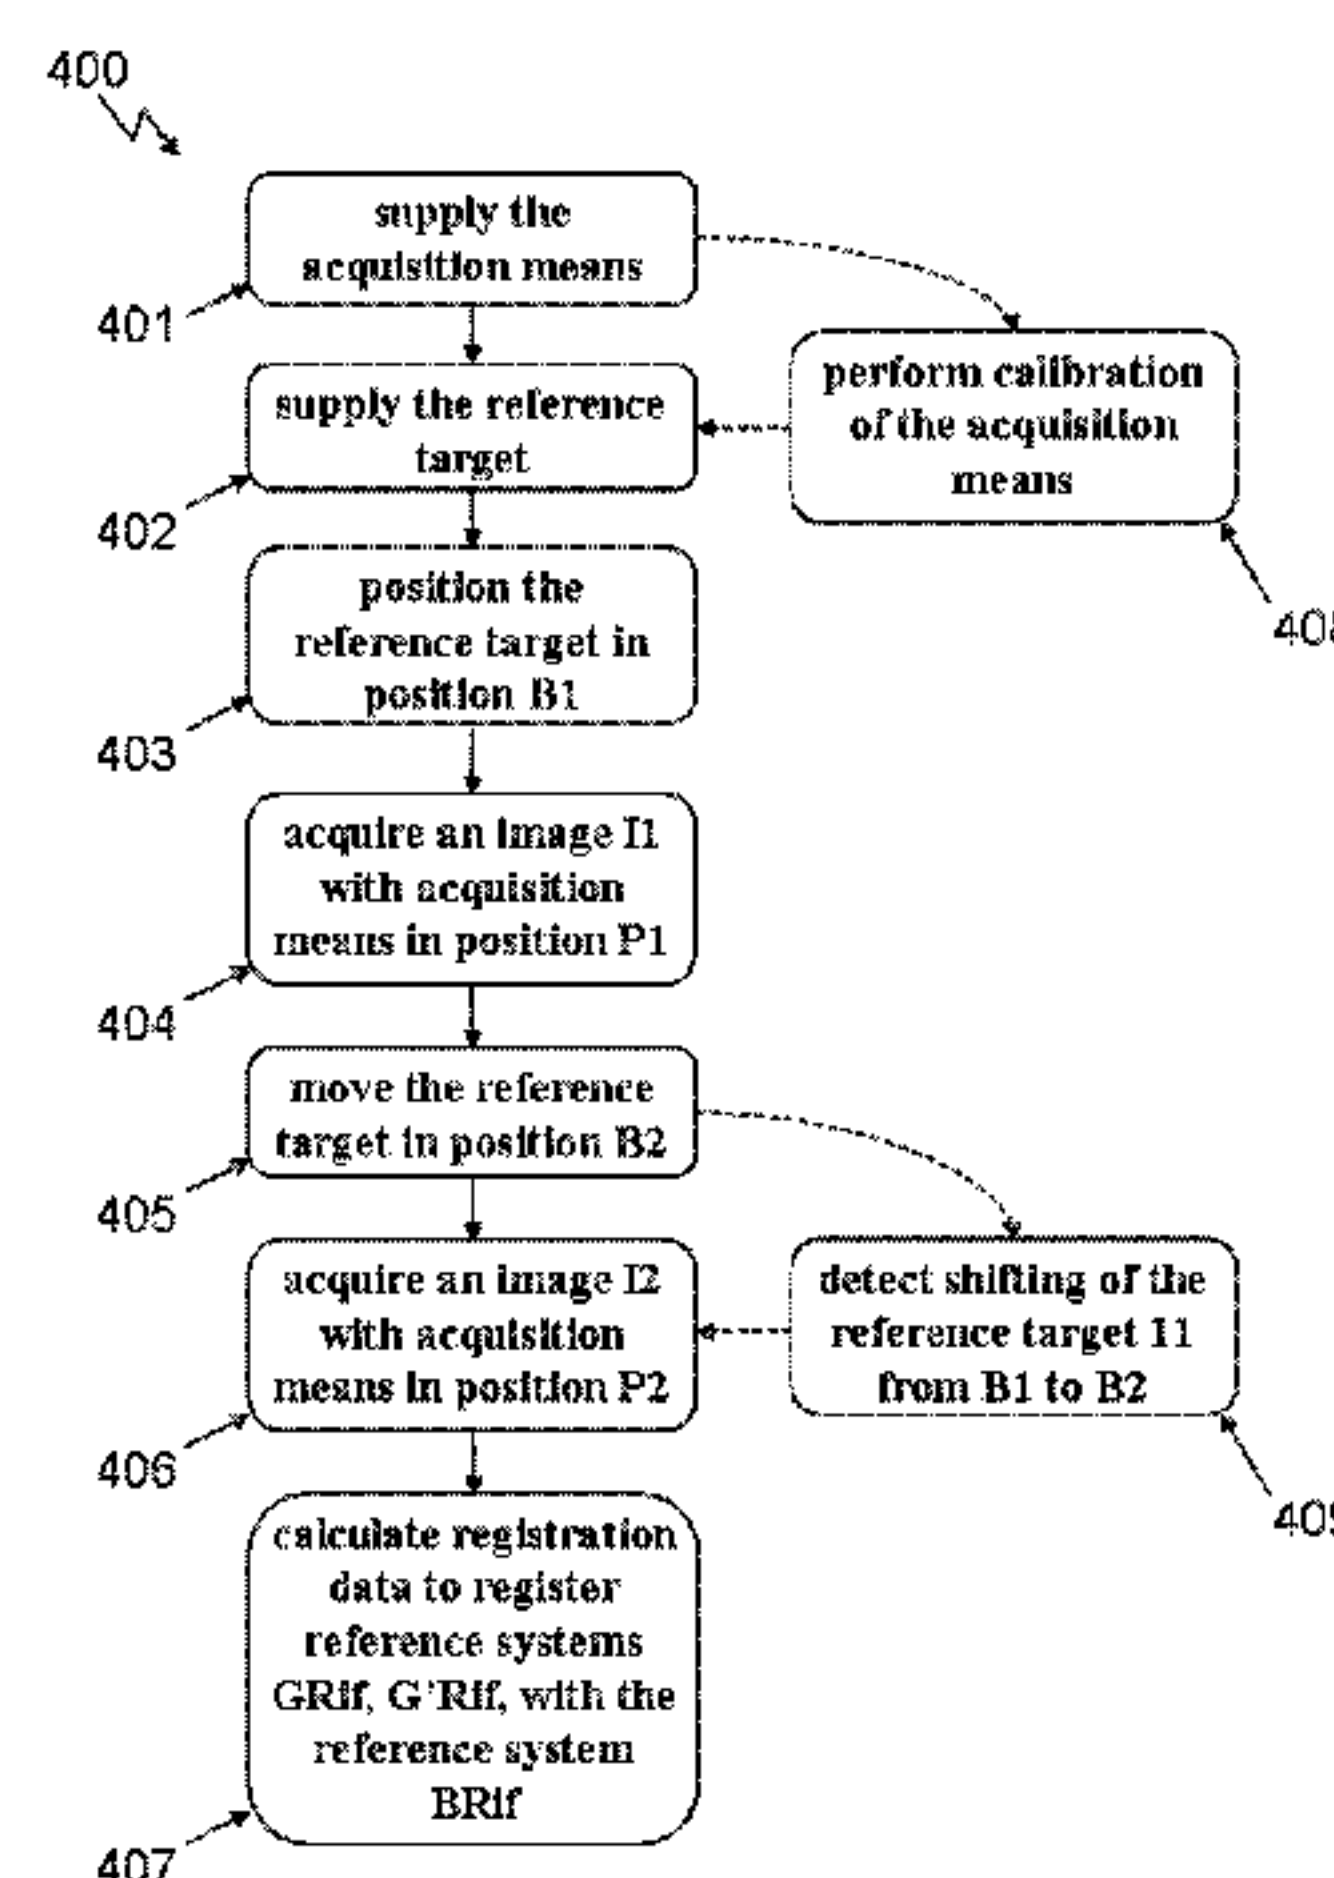 400
supply the
acquisition means
401
perform calibration
of the acquisition
means
supply the reference
target
402
position the
reference target in
position B1
403
acquire an image I1
with acquisition
means in position P1
404
move the reference
target in position B2
405
acquire an image I2
with acquisition
means in position P2
406
detect shifting of the
reference target 11
from B1 to B2
calculate registration
data to register
reference systems
GRif, G'Rif, with the
reference system
BRif
407